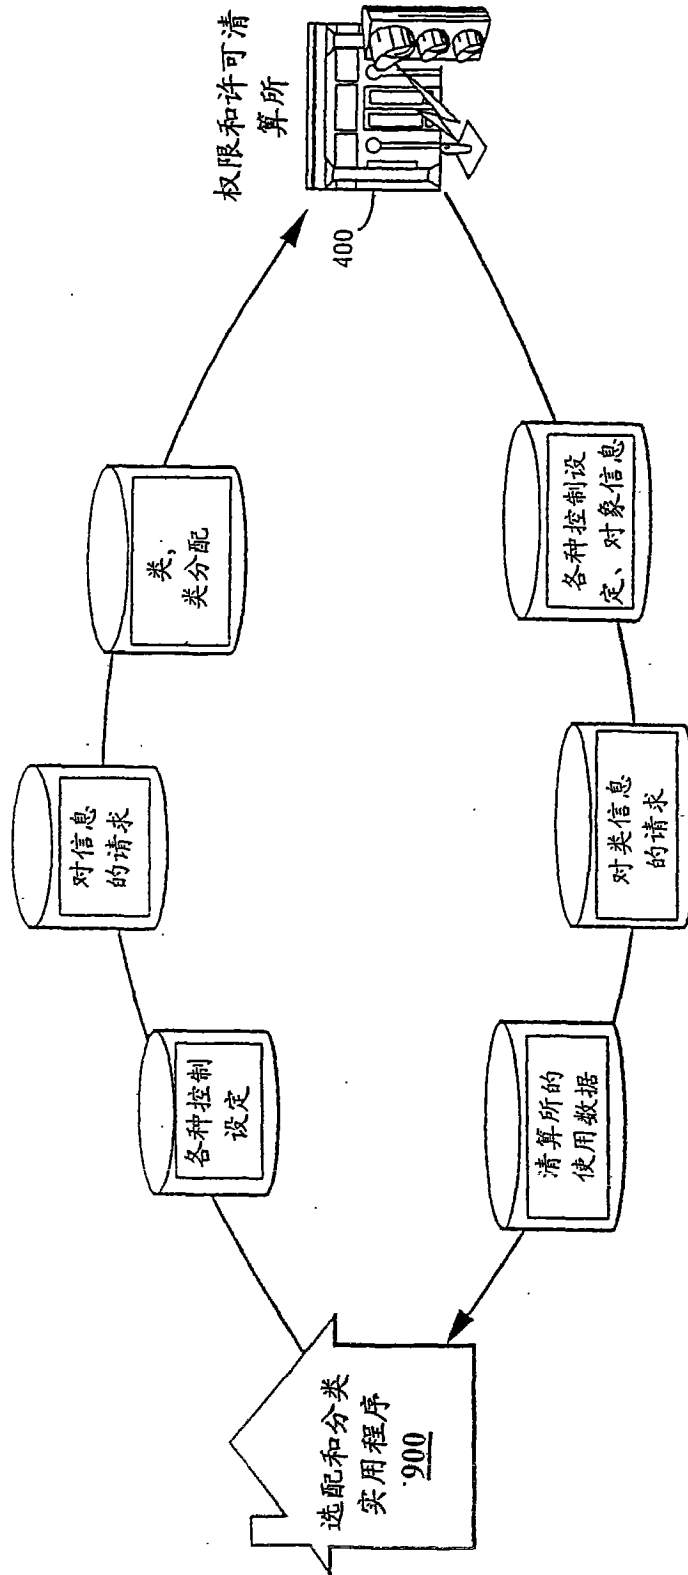 权限和许可清
算所
400
类,
类分配
对信息
的请求
各种控制
设定
选配和分类
实用程序
900
各种控制设
定、对象信息
对类信息
的请求
清算所的
使用数据